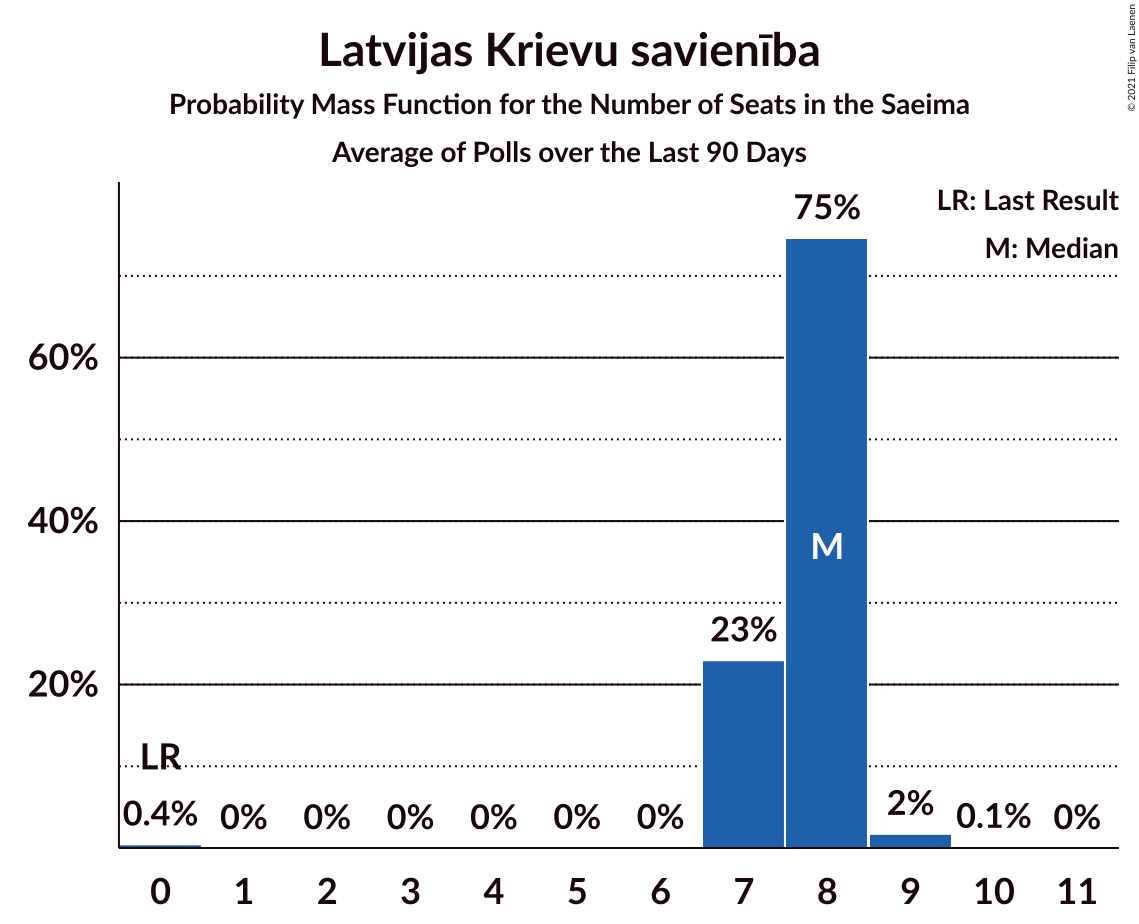 Latvijas Krievu savienība
Probability Mass Function for the Number of Seats in the Saeima
Average of Polls over the Last 90 Days
© 2021 Filip van Laenen
LR: Last Result
M: Median
75%
60%
40%
M
23%
20%
LR
0.4% 0% 0% 0% 0% 0% 0% 2% 0.1% 0%
0 1 2 3 4 5 6 7 8 9 10 11